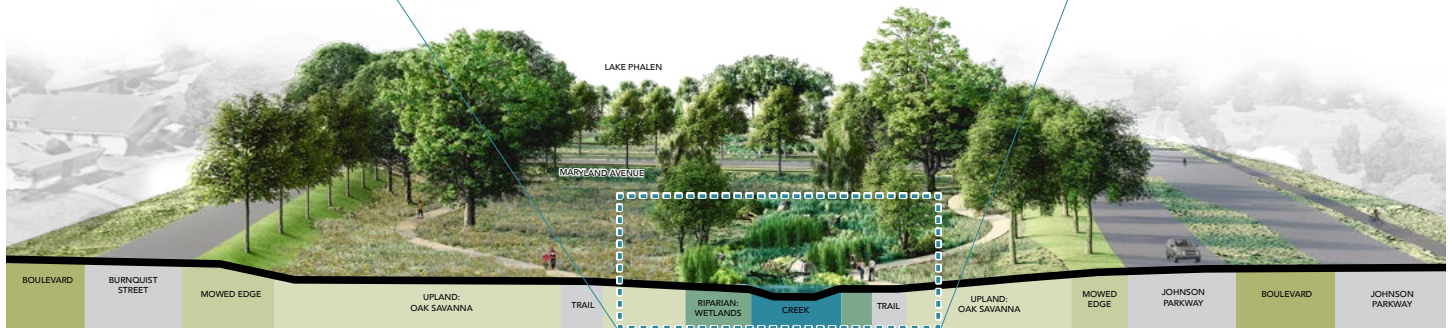 LAKE PHALEN
MARYLAND AVENUE
BOULEVARD
BURNQUIST
STREET
MOWED EDGE
UPLAND:
OAK SAVANNA
TRAIL
RIPARIAN:
WETLANDS
CREEK
TRAIL
UPLAND:
OAK SAVANNA
MOWED
EDGE
JOHNSON
PARKWAY
BOULEVARD
JOHNSON
PARKWAY